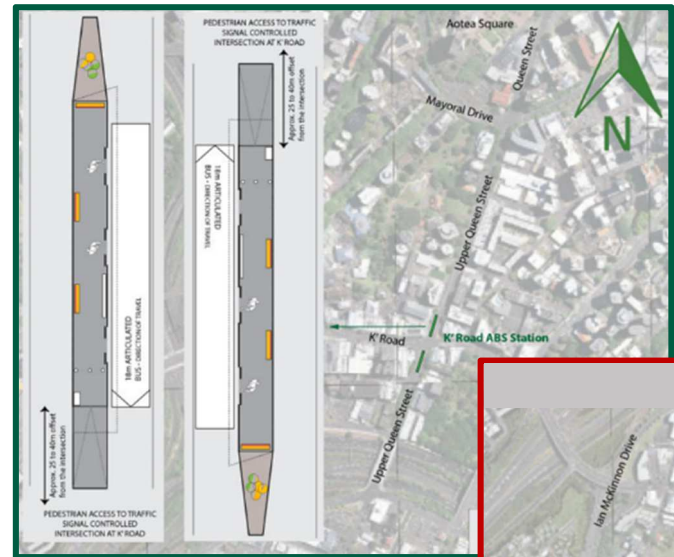 PEDESTRIAN ACCESS TO TRAFFIC
SIGNAL CONTROLLED
INTERSECTION AT K' ROAD
Approx. 25 to 40m offset
from the intersection
18m ARTICULATED
BUS - DIRECTION OF TRAVEL
18m ARTICULATED
BUS - DIRECTION OF TRAVEL
Approx. 25 to 40m offset
from the intersection
PEDESTRIAN ACCESS TO TRAFFIC
SIGNAL CONTROLLED
INTERSECTION AT K' ROAD
Aotea Square
Queen Street
Mayoral Drive
N
Upper Queen Street
K' Road
K' Road ABS Station
Upper Queen Street
Ian McKinnon Drive